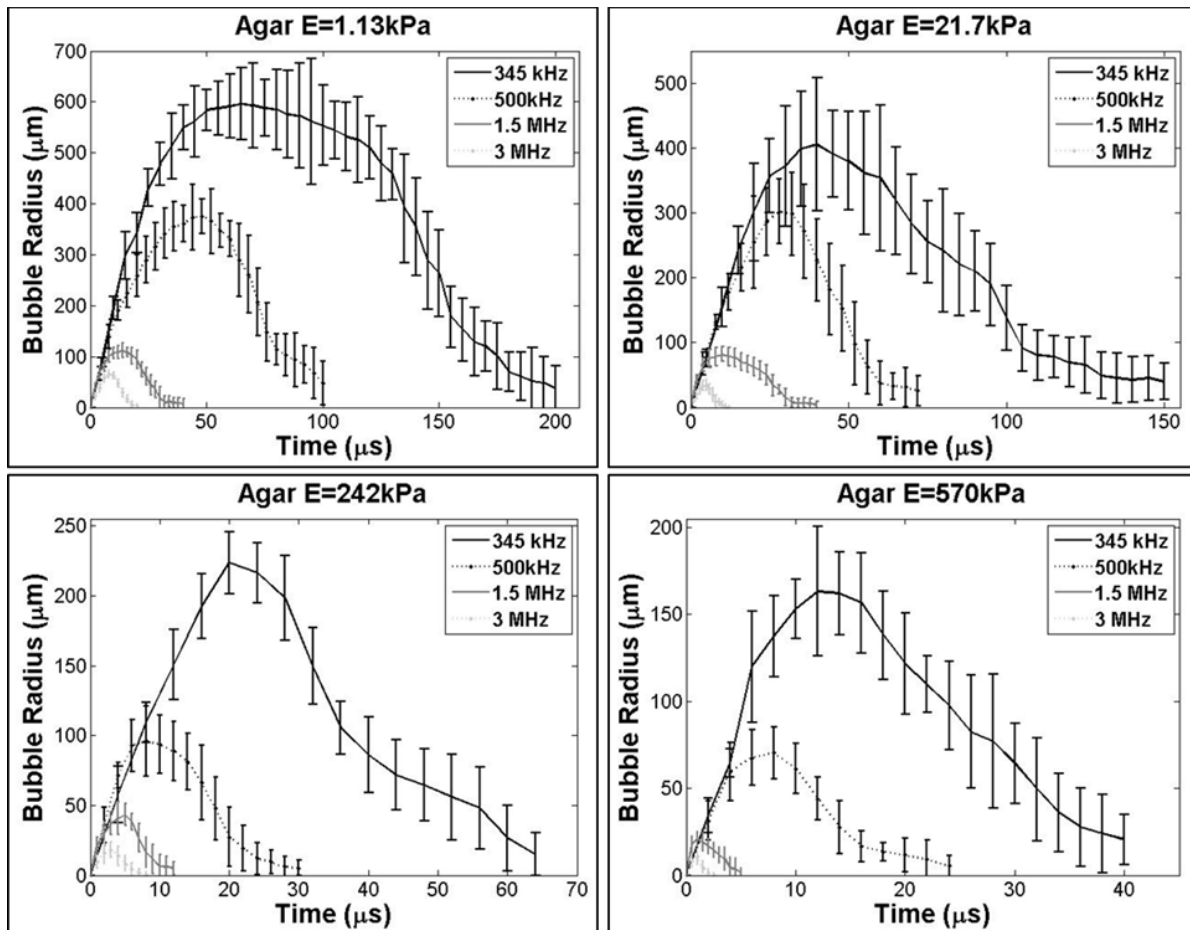 Agar E=1.13kPa
700
600
500
400
300
200
100
0
Bubble Radius (μm)
345 kHz
500kHz
1.5 MHz
3 MHz
0 50 100 150 200
Time (μs)
Agar E=21.7kPa
500
400
300
200
100
0
Bubble Radius (μm)
345 kHz
500kHz
1.5 MHz
3 MHz
0 50 100 150
Time (μs)
Agar E=242kPa
250
200
150
100
50
0
Bubble Radius (μm)
345 kHz
500kHz
1.5 MHz
3 MHz
0 10 20 30 40 50 60 70
Time (μs)
Agar E=570kPa
200
150
100
50
0
Bubble Radius (μm)
345 kHz
500kHz
1.5 MHz
3 MHz
0 10 20 30 40
Time (μs)